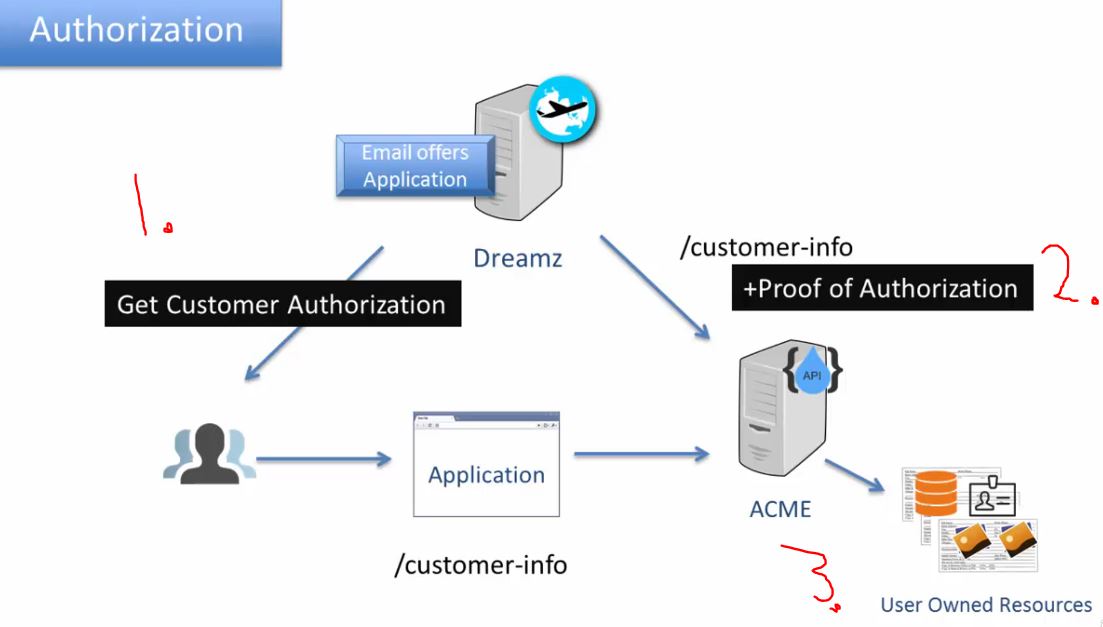 Authorization
Email offers
Application
1.
Dreamz
/customer-info
+Proof of Authorization
2.
Get Customer Authorization
API
Application
ACME
/customer-info
3.
User Owned Resources